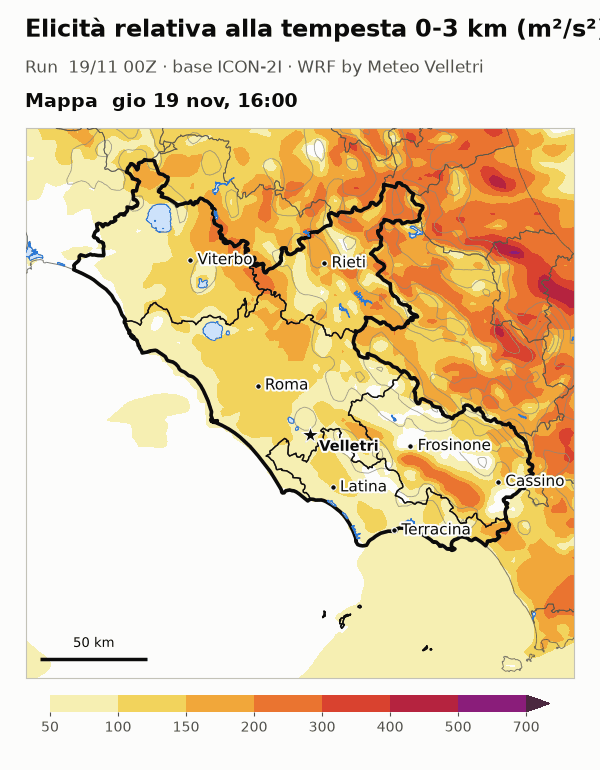 Elicità relativa alla tempesta 0-3 km (m²/s²)
Run  19/11 00Z · base ICON-2I · WRF by Meteo Velletri
Mappa  gio 19 nov, 16:00
Viterbo
Rieti
Roma
Velletri
Frosinone
Latina
Cassino
Terracina
50 km
50 100 150 200 300 400 500 700